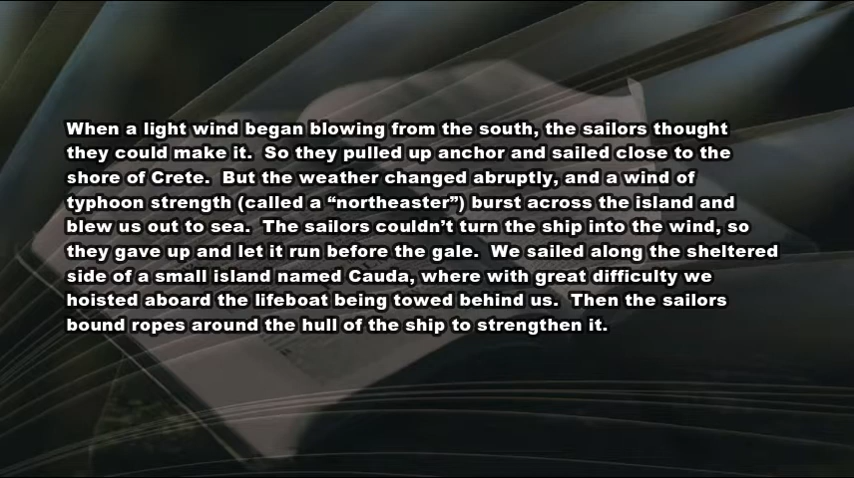 When a light wind began blowing from the south, the sailors thought
they could make it.  So they pulled up anchor and sailed close to the
shore of Crete.  But the weather changed abruptly, and a wind of
typhoon strength (called a “northeaster”) burst across the island and
blew us out to sea.  The sailors couldn’t turn the ship into the wind, so
they gave up and let it run before the gale.  We sailed along the sheltered
side of a small island named Cauda, where with great difficulty we
hoisted aboard the lifeboat being towed behind us.  Then the sailors
bound ropes around the hull of the ship to strengthen it.